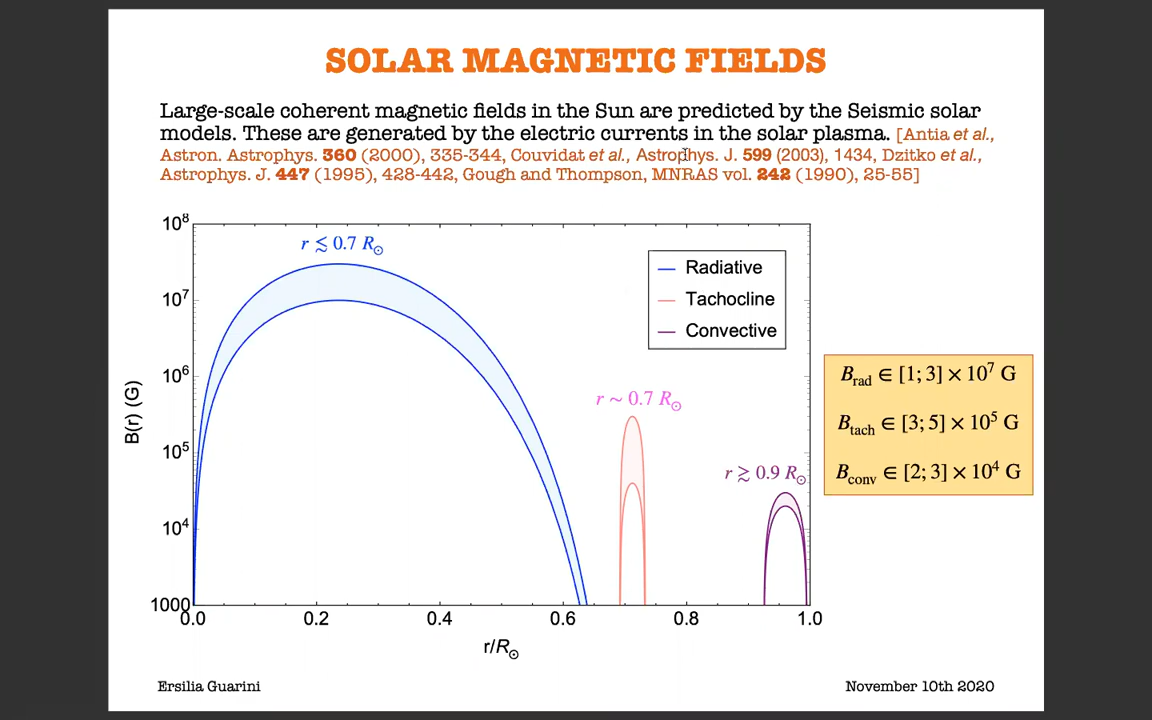 SOLAR MAGNETIC FIELDS
Large-scale coherent magnetic fields in the Sun are predicted by the Seismic solar
models. These are generated by the electric currents in the solar plasma. [Antia et al.,
Astron. Astrophys. 360 (2000), 335-344, Couvidat et al., Astrophys. J. 599 (2003), 1434, Dzitko et al.,
Astrophys. J. 447 (1995), 428-442, Gough and Thompson, MNRAS vol. 242 (1990), 25-55]
10⁸
10⁷
10⁶
10⁵
10⁴
1000
B(r) (G)
r ≲ 0.7 R⊙
r ~ 0.7 R⊙
r ≳ 0.9 R⊙
Radiative
Tachocline
Convective
0.0 0.2 0.4 0.6 0.8 1.0
r/R⊙
B_rad ∈ [1; 3] × 10⁷ G
B_tach ∈ [3; 5] × 10⁵ G
B_conv ∈ [2; 3] × 10⁴ G
Ersilia Guarini
November 10th 2020